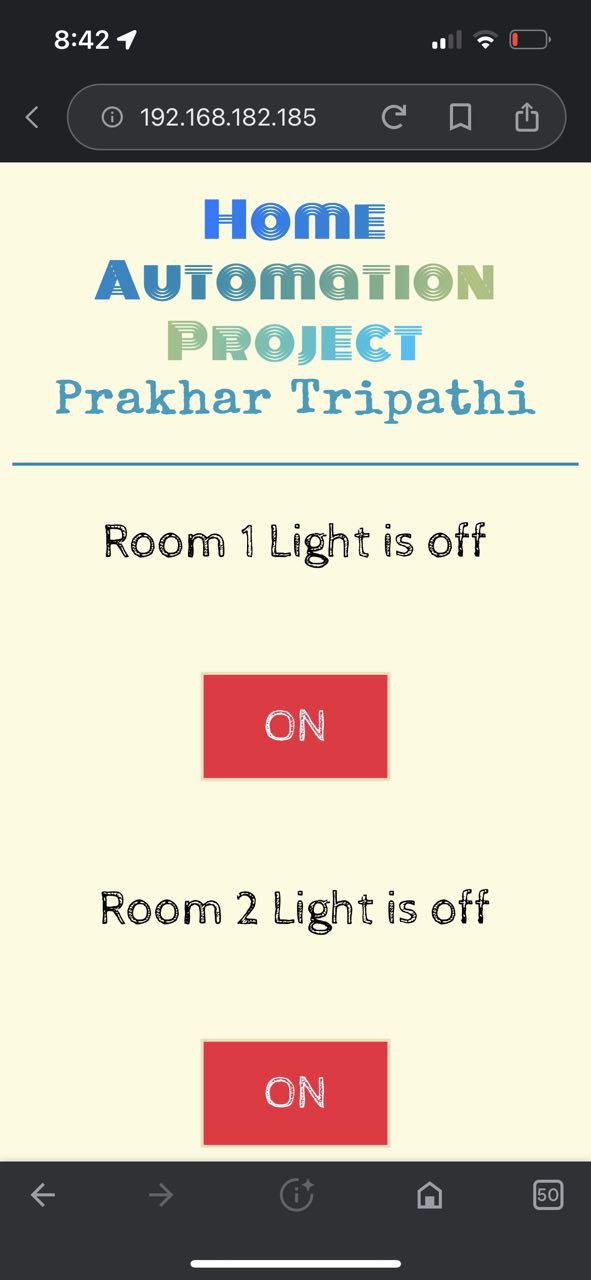 8:42
192.168.182.185
HOME
AUTOMATION
PROJECT
Prakhar Tripathi
Room 1 Light is off
ON
Room 2 Light is off
ON
50